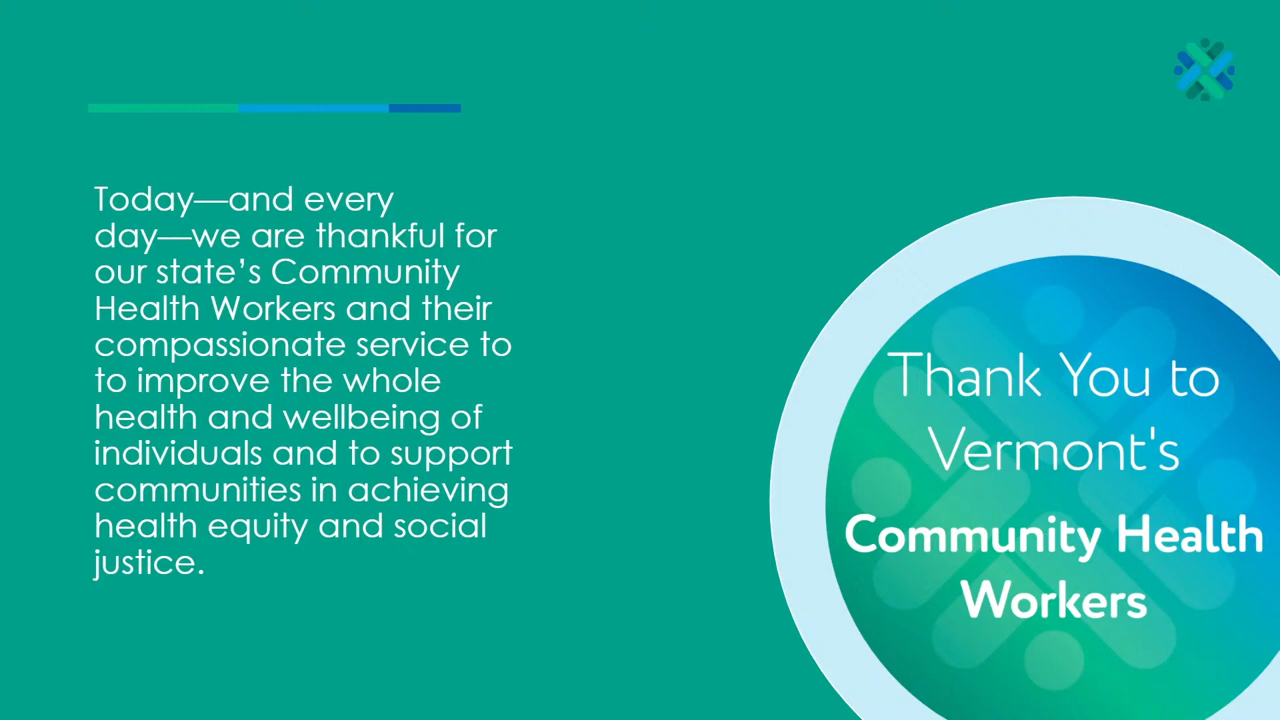 Today—and every
day—we are thankful for
our state’s Community
Health Workers and their
compassionate service to
to improve the whole
health and wellbeing of
individuals and to support
communities in achieving
health equity and social
justice.
Thank You to
Vermont's
Community Health
Workers